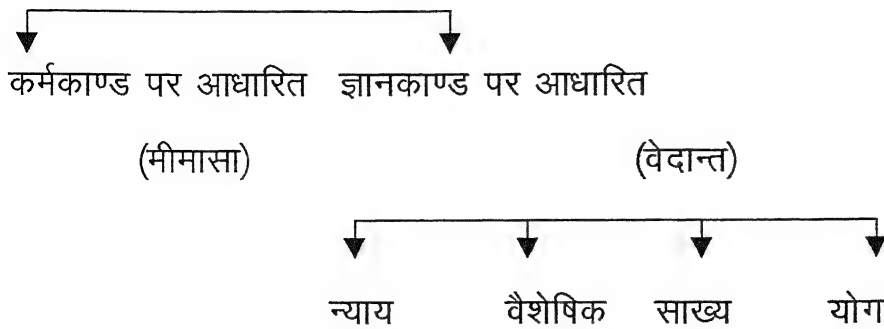 कर्मकाण्ड पर आधारित ज्ञानकाण्ड पर आधारित
(मीमासा) (वेदान्त)
न्याय वैशेषिक साख्य योग